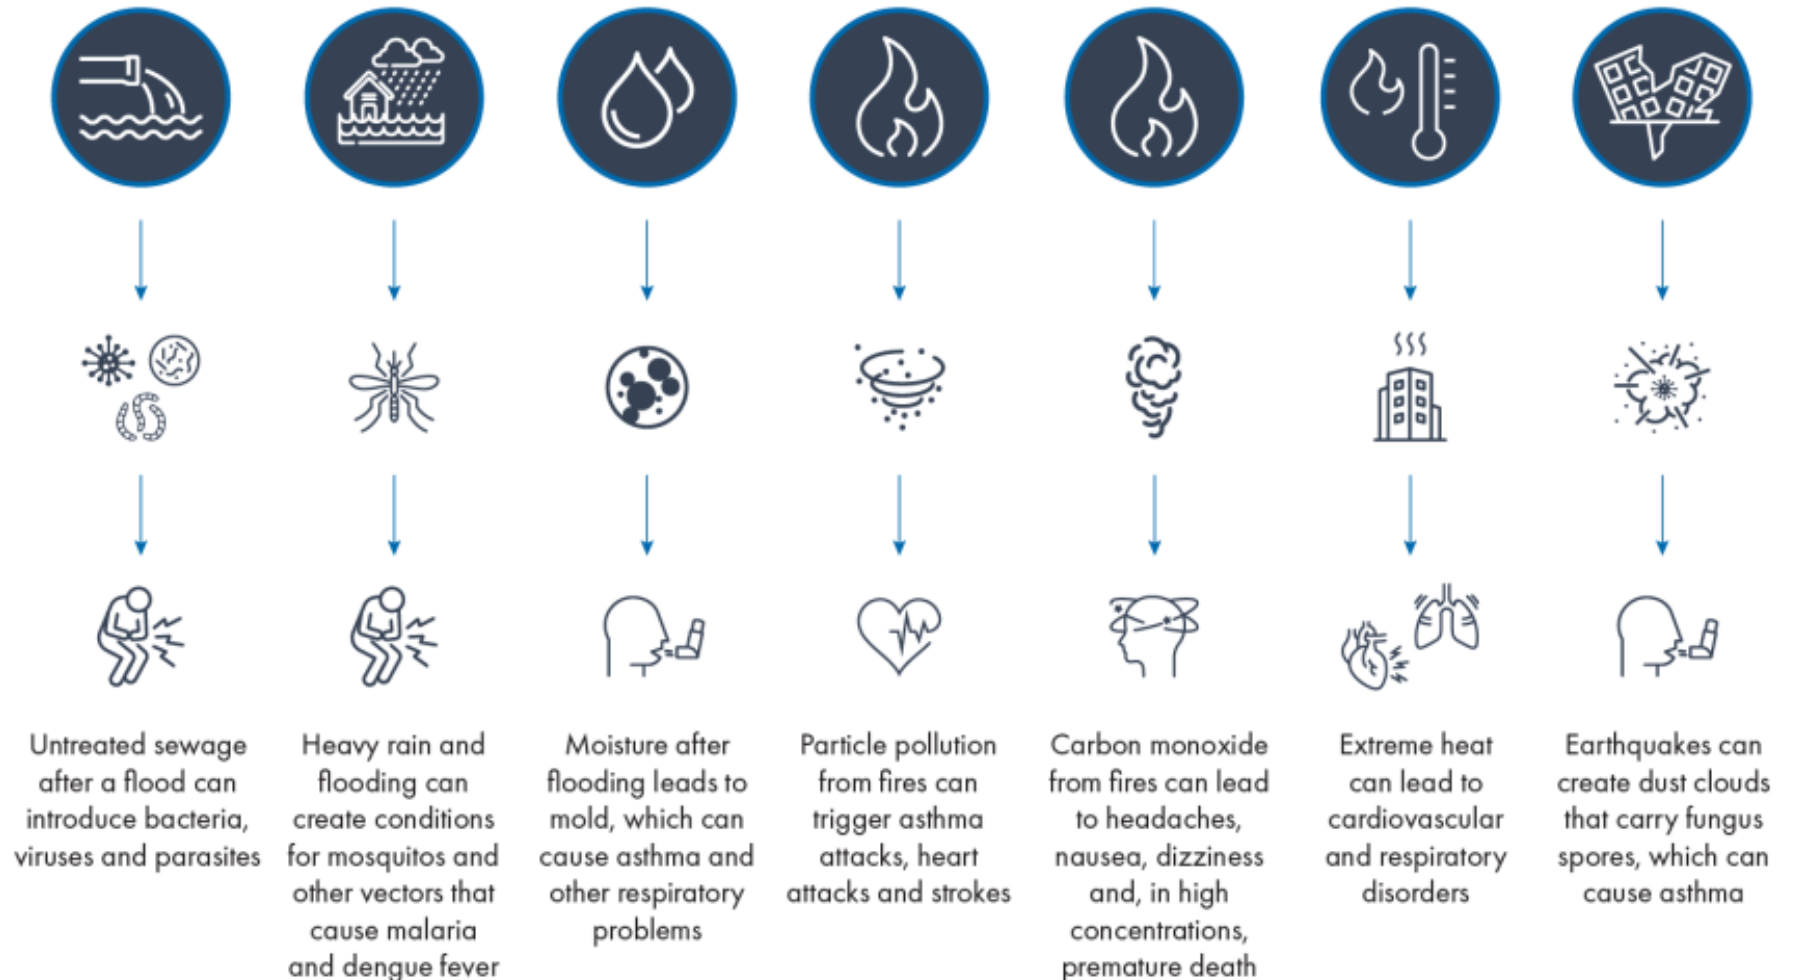 Untreated sewage
after a flood can
introduce bacteria,
viruses and parasites
Heavy rain and
flooding can
create conditions
for mosquitos and
other vectors that
cause malaria
and dengue fever
Moisture after
flooding leads to
mold, which can
cause asthma and
other respiratory
problems
Particle pollution
from fires can
trigger asthma
attacks, heart
attacks and strokes
Carbon monoxide
from fires can lead
to headaches,
nausea, dizziness
and, in high
concentrations,
premature death
Extreme heat
can lead to
cardiovascular
and respiratory
disorders
Earthquakes can
create dust clouds
that carry fungus
spores, which can
cause asthma